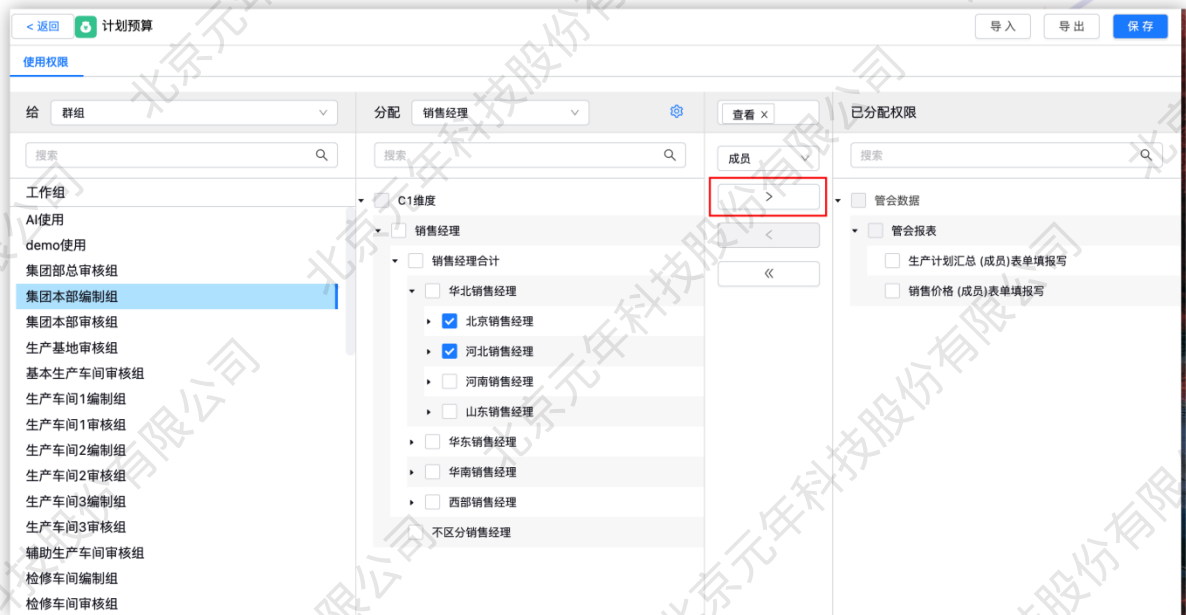 < 返回 计划预算 导入 导出 保存
使用权限
给 群组 分配 销售经理 查看 × 已分配权限
搜索 搜索 成员 搜索
工作组
AI使用
demo使用
集团部总审核组
集团本部编制组
集团本部审核组
生产基地审核组
基本生产车间审核组
生产车间1编制组
生产车间1审核组
生产车间2编制组
生产车间2审核组
生产车间3编制组
生产车间3审核组
辅助生产车间审核组
检修车间编制组
检修车间审核组
C1维度
销售经理
销售经理合计
华北销售经理
北京销售经理
河北销售经理
河南销售经理
山东销售经理
华东销售经理
华南销售经理
西部销售经理
不区分销售经理
>
<
«
管会数据
管会报表
生产计划汇总 (成员)表单填报写
销售价格 (成员)表单填报写
北京元年科技股份有限公司